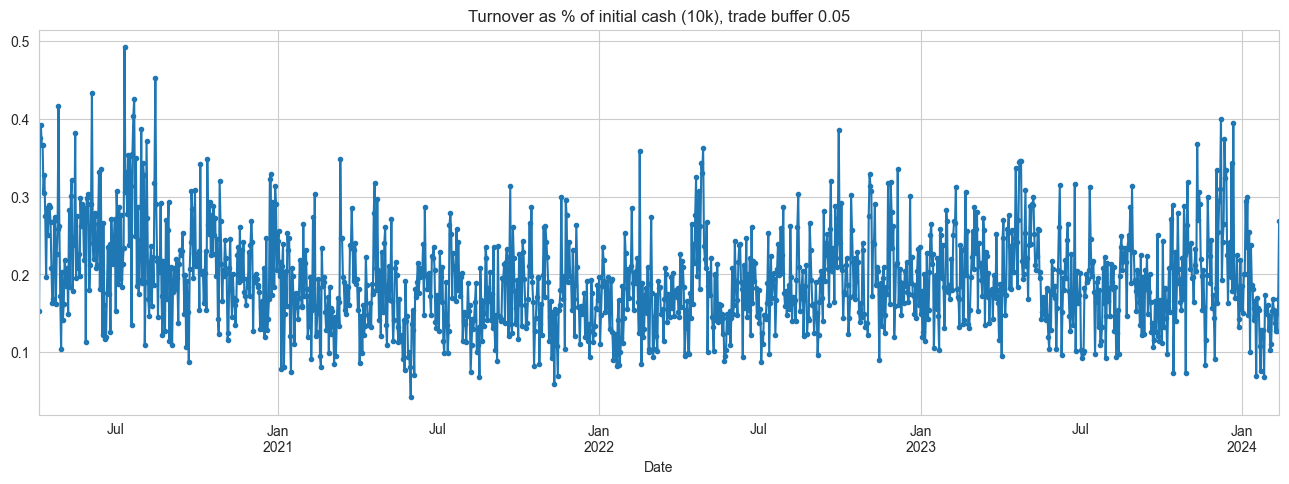 Turnover as % of initial cash (10k), trade buffer 0.05
0.5
0.4
0.3
0.2
0.1
Jul
Jan
2021
Jul
Jan
2022
Jul
Jan
2023
Jul
Jan
2024
Date